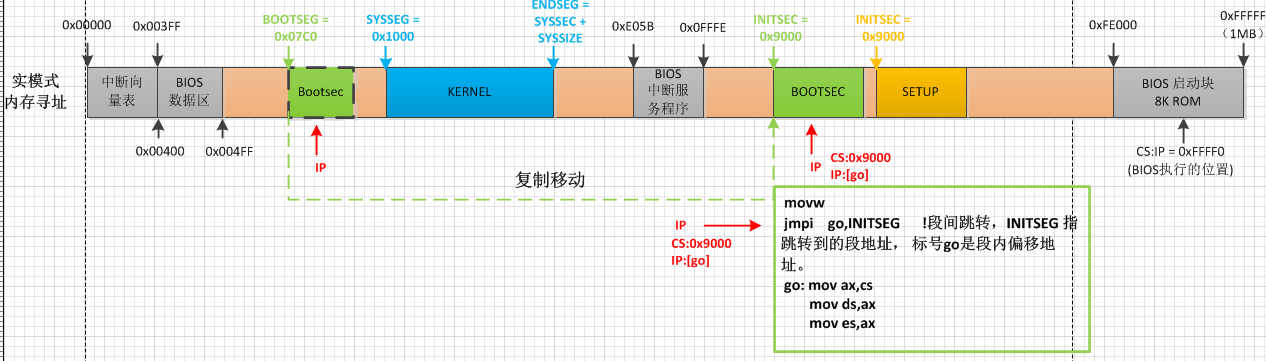 ENDSEG =
SYSSEC +
SYSSIZE
0x00000
0x003FF
BOOTSEG =
0x07C0
SYSSEG =
0x1000
0xE05B
0x0FFFE
INITSEC =
0x9000
INITSEC =
0x9000
0xFE000
0xFFFFF
(1MB)
实模式
内存寻址
中断向
量表
BIOS
数据区
Bootsec
KERNEL
BIOS
中断服
务程序
BOOTSEC
SETUP
BIOS 启动块
8K ROM
0x00400
0x004FF
IP
IP
CS:0x9000
IP:[go]
CS:IP = 0xFFFF0
(BIOS执行的位置)
复制移动
IP
CS:0x9000
IP:[go]
movw
jmpi go,INITSEG !段间跳转，INITSEG 指
跳转到的段地址， 标号go是段内偏移地
址。
go: mov ax,cs
mov ds,ax
mov es,ax